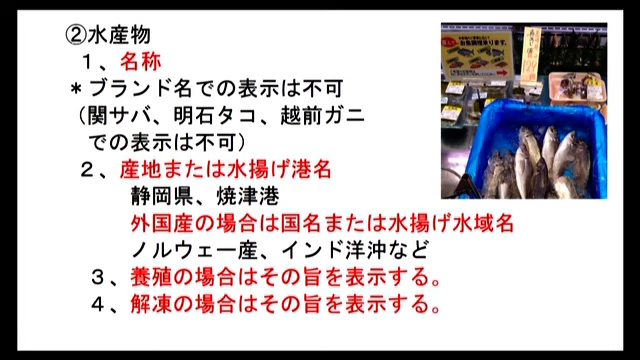 ②水産物
１、名称
＊ブランド名での表示は不可
（関サバ、明石タコ、越前ガニ
での表示は不可）
２、産地または水揚げ港名
静岡県、焼津港
外国産の場合は国名または水揚げ水域名
ノルウェー産、インド洋沖など
３、養殖の場合はその旨を表示する。
４、解凍の場合はその旨を表示する。